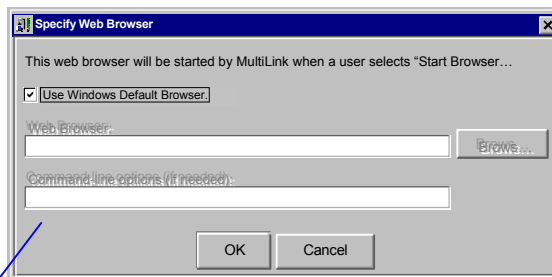 Specify Web Browser
This web browser will be started by MultiLink when a user selects “Start Browser…
Use Windows Default Browser.
Web Browser:
Brows…
Command-line options (if needded):
OK Cancel